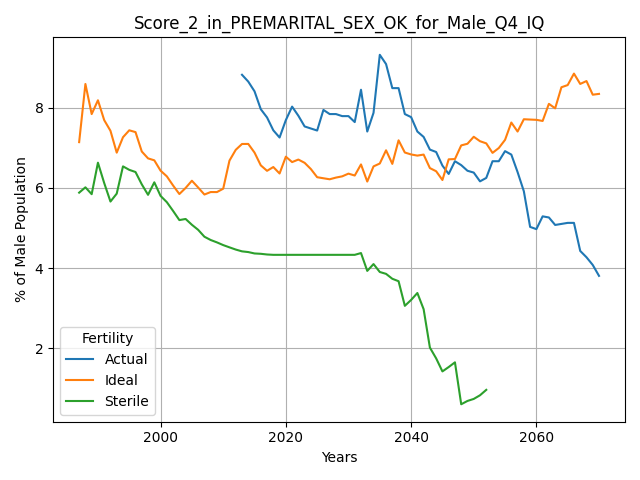 Score_2_in_PREMARITAL_SEX_OK_for_Male_Q4_IQ
% of Male Population
8
6
4
2
Fertility
Actual
Ideal
Sterile
2000 2020 2040 2060
Years